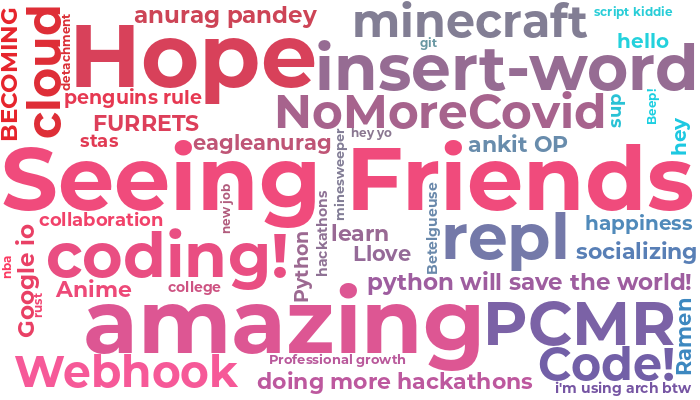 BECOMING
cloud
detachment
anurag pandey
Hope
minecraft
git
script kiddie
hello
insert-word
penguins rule
FURRETS
NoMoreCovid
sup
Beep!
hey
stas
eagleanurag
minesweeper
hey yo
ankit OP
Seeing Friends
new job
hackathons
collaboration
learn
Betelgueuse
repl
happiness
nba
Google io
rust
coding!
Python
Llove
socializing
Anime
college
python will save the world!
amazing
PCMR
Ramen
Webhook
Professional growth
doing more hackathons
Code!
i'm using arch btw